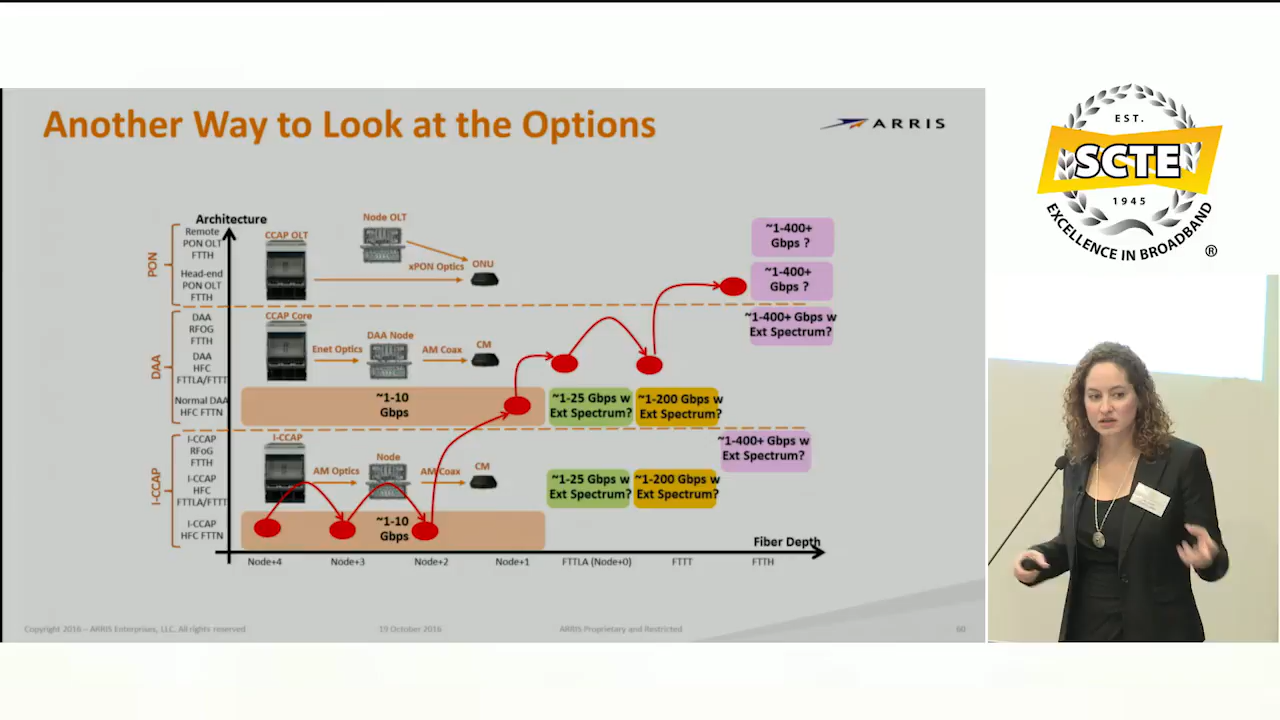 Another Way to Look at the Options
ARRIS
EST.
SCTE
1945
EXCELLENCE IN BROADBAND
®
Architecture
PON
Remote
PON OLT
FTTH
Head-end
PON OLT
FTTH
CCAP OLT
Node OLT
xPON Optics
ONU
~1-400+
Gbps ?
~1-400+
Gbps ?
DAA
DAA
RFOG
FTTH
DAA
HFC
FTTLA/FTTT
Normal DAA
HFC FTTN
CCAP Core
Enet Optics
DAA Node
AM Coax
CM
~1-400+ Gbps w
Ext Spectrum?
~1-10
Gbps
~1-25 Gbps w
Ext Spectrum?
~1-200 Gbps w
Ext Spectrum?
I-CCAP
I-CCAP
RFoG
FTTH
I-CCAP
HFC
FTTLA/FTTT
I-CCAP
HFC FTTN
I-CCAP
AM Optics
Node
AM Coax
CM
~1-400+ Gbps w
Ext Spectrum?
~1-25 Gbps w
Ext Spectrum?
~1-200 Gbps w
Ext Spectrum?
~1-10
Gbps
Fiber Depth
Node+4
Node+3
Node+2
Node+1
FTTLA (Node+0)
FTTT
FTTH
Copyright 2016 – ARRIS Enterprises, LLC. All rights reserved
19 October 2016
ARRIS Proprietary and Restricted
60